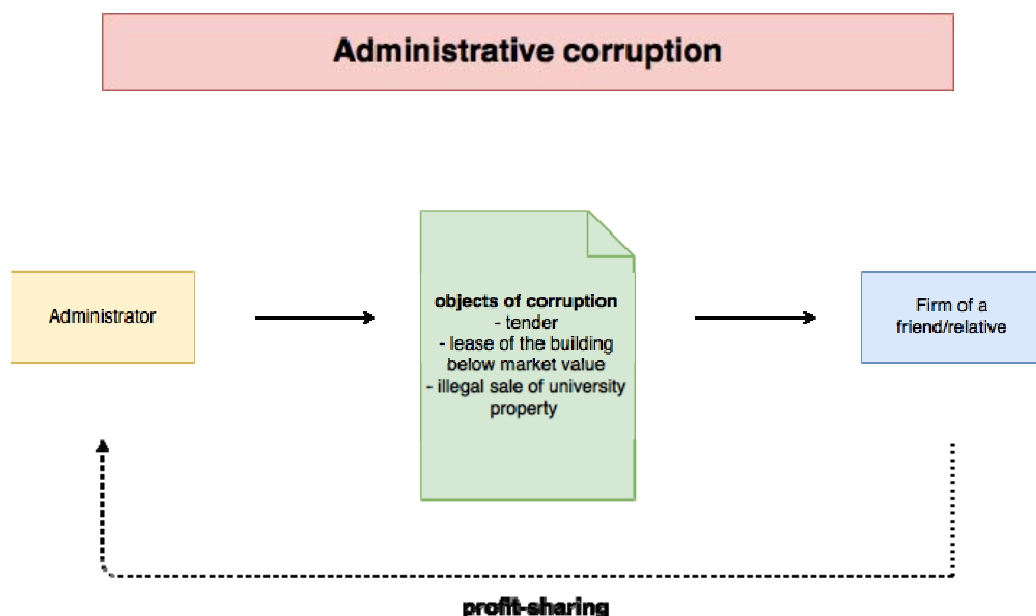 Administrative corruption
Administrator
objects of corruption
- tender
- lease of the building
below market value
- illegal sale of university
property
Firm of a
friend/relative
profit-sharing